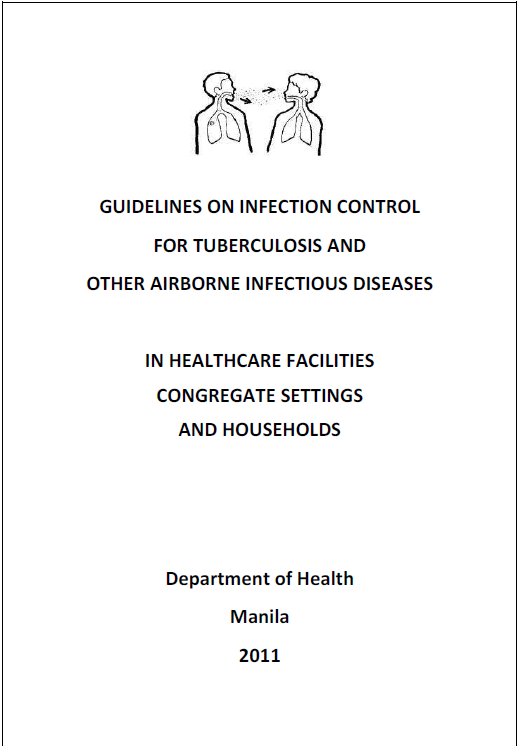 GUIDELINES ON INFECTION CONTROL
FOR TUBERCULOSIS AND
OTHER AIRBORNE INFECTIOUS DISEASES
IN HEALTHCARE FACILITIES
CONGREGATE SETTINGS
AND HOUSEHOLDS
Department of Health
Manila
2011